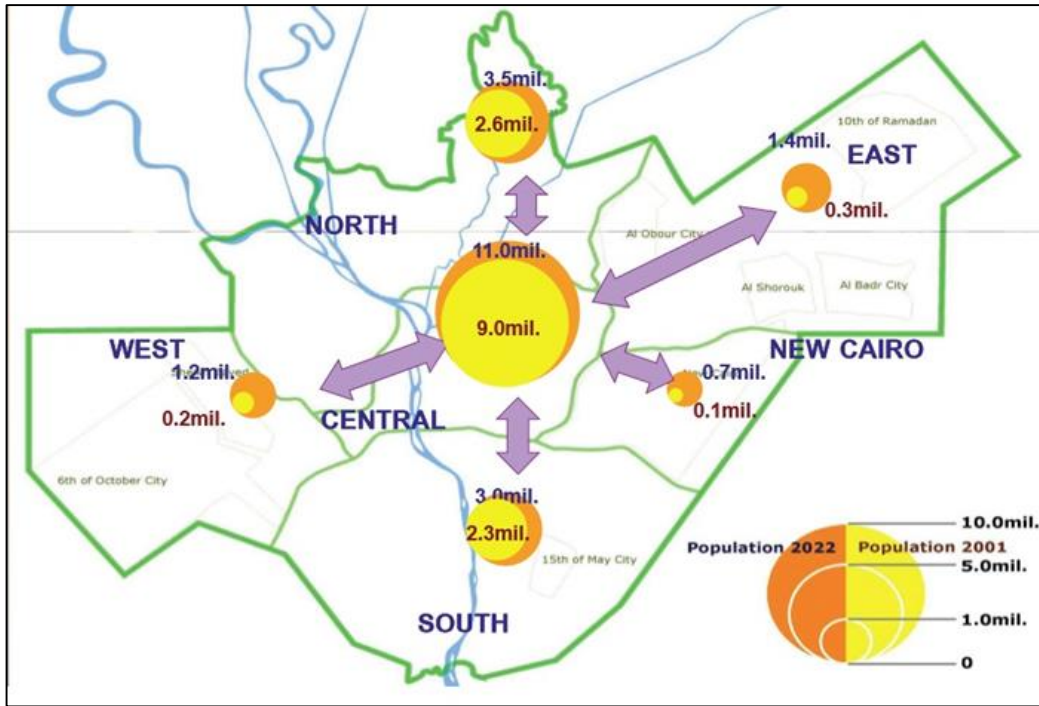 3.5mil.
2.6mil.
10th of Ramadan
1.4mil.
EAST
0.3mil.
NORTH
Al Obour City
11.0mil.
9.0mil.
Al Shorouk
Al Badr City
WEST
NEW CAIRO
1.2mil.
0.7mil.
0.2mil.
0.1mil.
CENTRAL
6th of October City
3.0mil.
2.3mil.
15th of May City
SOUTH
10.0mil.
Population 2022
Population 2001
5.0mil.
1.0mil.
0